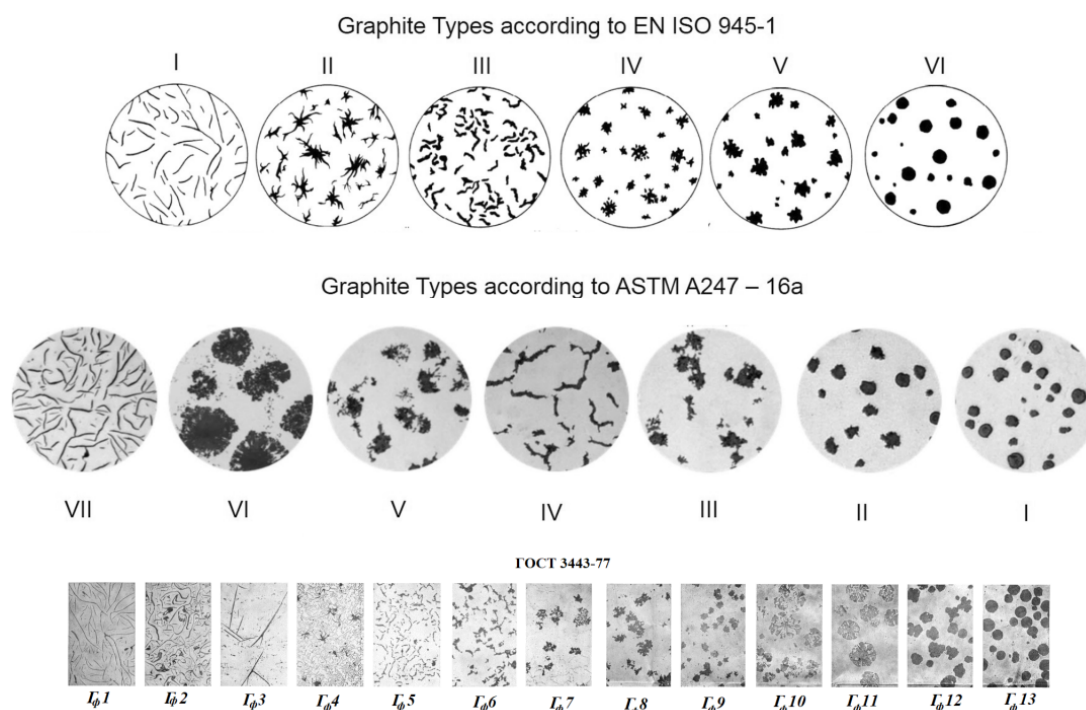 Graphite Types according to EN ISO 945-1
I II III IV V VI
Graphite Types according to ASTM A247 – 16a
VII VI V IV III II I
ГОСТ 3443-77
Гф1 Гф2 Гф3 Гф4 Гф5 Гф6 Гф7 Г.8 Гф9 Гф10 Гф11 Гф12 Гф13